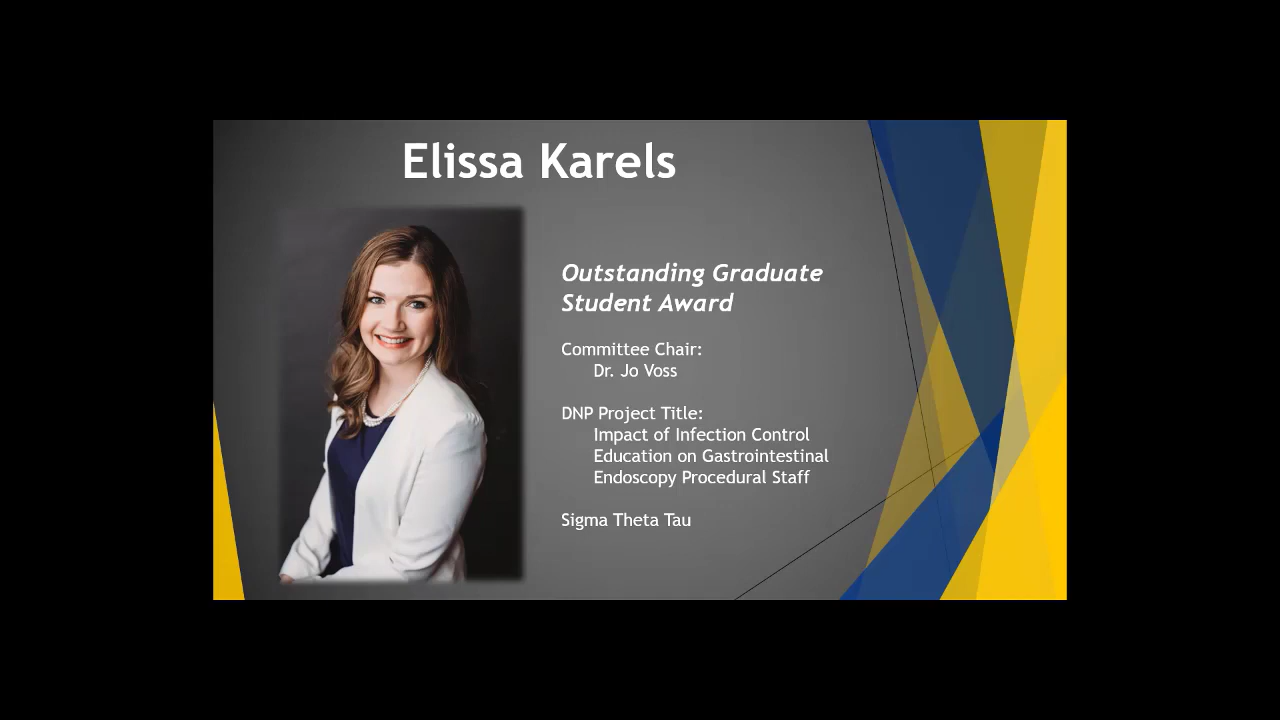 Elissa Karels
Outstanding Graduate
Student Award
Committee Chair:
Dr. Jo Voss
DNP Project Title:
Impact of Infection Control
Education on Gastrointestinal
Endoscopy Procedural Staff
Sigma Theta Tau